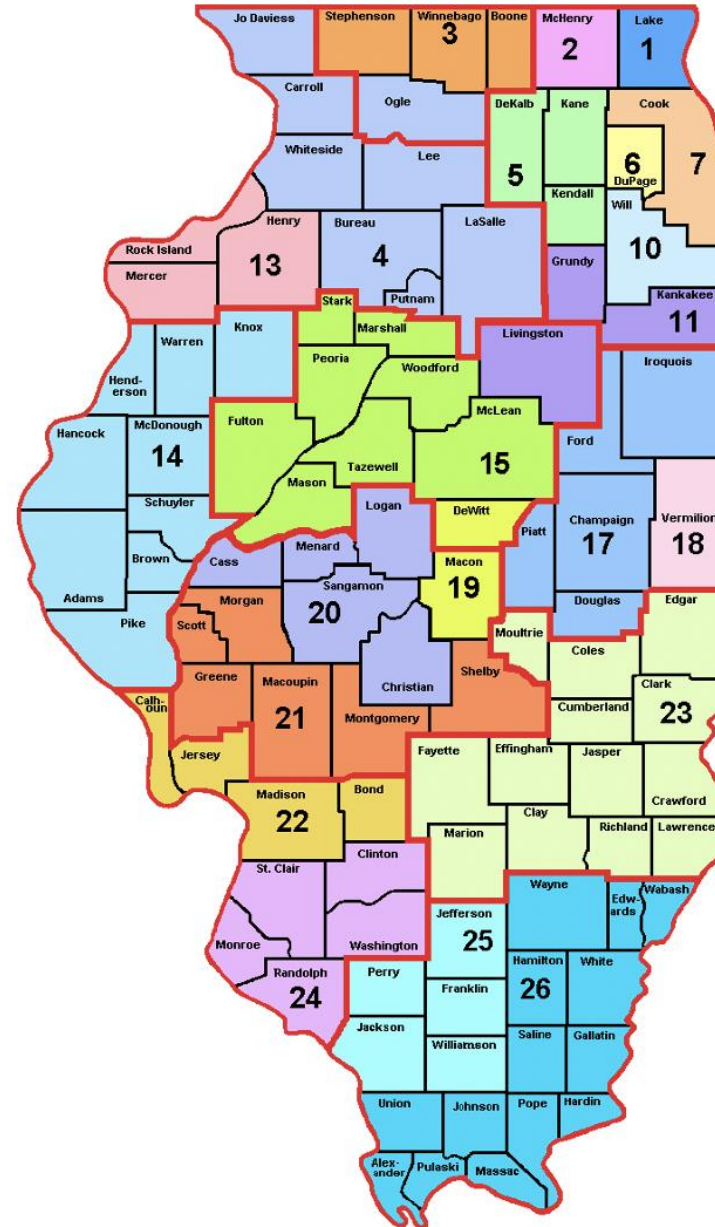 Jo Daviess
Stephenson
Winnebago
Boone
McHenry
Lake
3
2
1
Carroll
Ogle
DeKalb
Kane
Cook
Whiteside
Lee
5
6
7
DuPage
Kendall
Will
Henry
Bureau
LaSalle
Rock Island
13
4
10
Mercer
Putnam
Grundy
Kankakee
11
Stark
Knox
Marshall
Warren
Livingston
Peoria
Iroquois
Woodford
Hend-
erson
McLean
Hancock
McDonough
Fulton
Ford
14
Tazewell
15
Mason
Schuyler
Logan
DeWitt
Champaign
Vermilion
Piatt
17
18
Menard
Brown
Cass
Macon
Sangamon
19
Adams
Morgan
20
Douglas
Edgar
Pike
Scott
Moultrie
Coles
Greene
Macoupin
Shelby
Christian
Clark
Calh-
oun
21
Montgomery
Cumberland
23
Jersey
Fayette
Effingham
Jasper
Madison
Bond
Crawford
22
Clay
Marion
Richland
Lawrence
Clinton
St. Clair
Wayne
Wabash
Edw-
ards
Jefferson
Monroe
Washington
25
Hamilton
White
Randolph
Perry
26
24
Franklin
Jackson
Saline
Gallatin
Williamson
Union
Johnson
Pope
Hardin
Alex-
ander
Pulaski
Massac